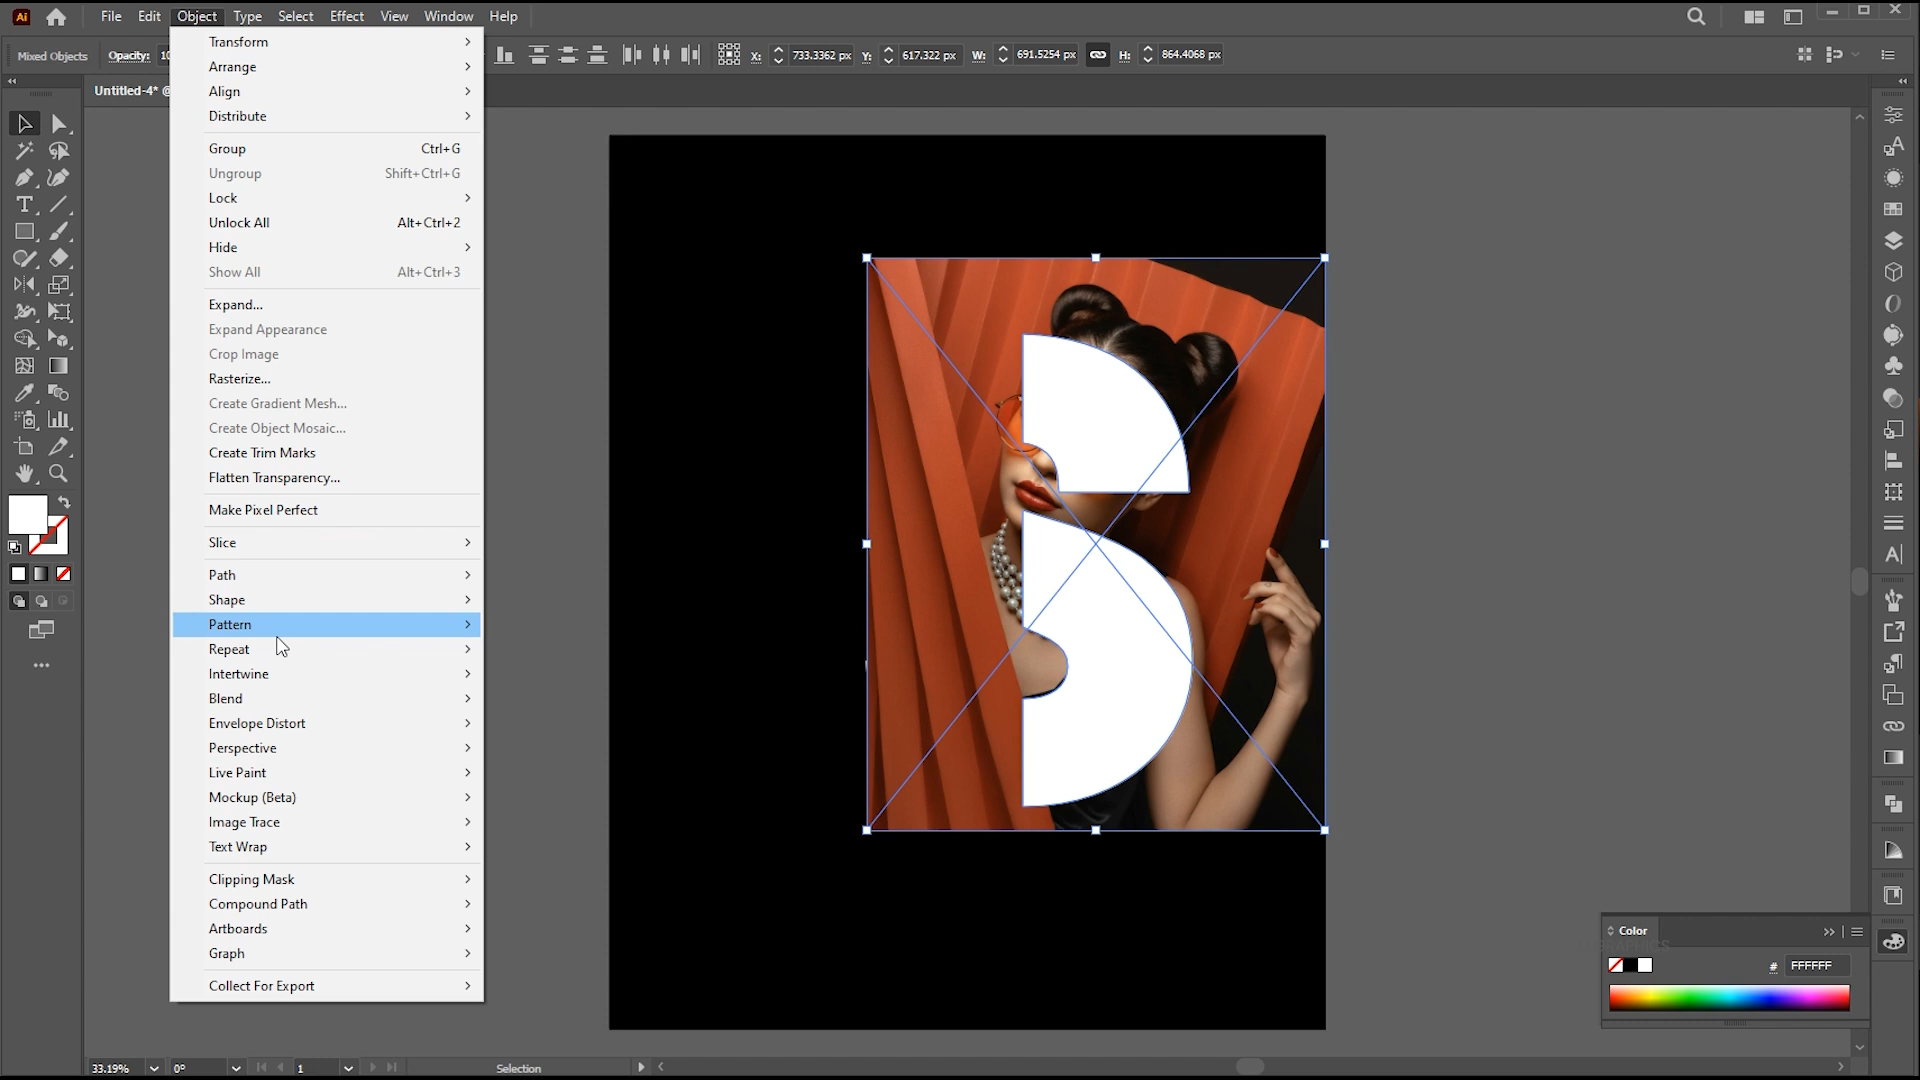 Ai File Edit Object Type Select Effect View Window Help
Mixed Objects Opacity: 10 X: 733.3362 px Y: 617.322 px W: 691.5254 px H: 864.4068 px
Untitled-4* @
Transform
Arrange
Align
Distribute
Group Ctrl+G
Ungroup Shift+Ctrl+G
Lock
Unlock All Alt+Ctrl+2
Hide
Show All Alt+Ctrl+3
Expand...
Expand Appearance
Crop Image
Rasterize...
Create Gradient Mesh...
Create Object Mosaic...
Create Trim Marks
Flatten Transparency...
Make Pixel Perfect
Slice
Path
Shape
Pattern
Repeat
Intertwine
Blend
Envelope Distort
Perspective
Live Paint
Mockup (Beta)
Image Trace
Text Wrap
Clipping Mask
Compound Path
Artboards
Graph
Collect For Export
Color
# FFFFFF
33.19% 0° 1 Selection